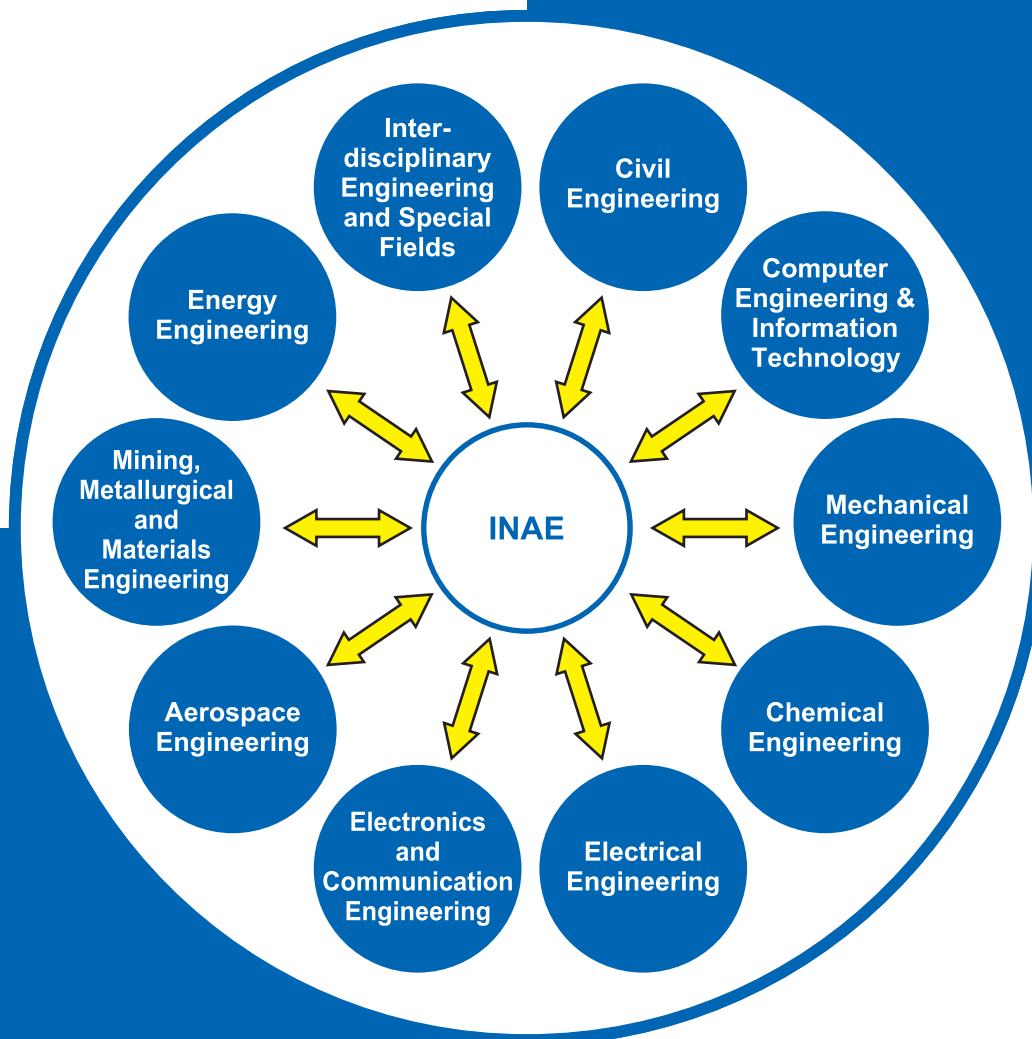 Inter-
disciplinary
Engineering
and Special
Fields
Civil
Engineering
Computer
Engineering &
Information
Technology
Energy
Engineering
Mining,
Metallurgical
and
Materials
Engineering
INAE
Mechanical
Engineering
Aerospace
Engineering
Chemical
Engineering
Electronics
and
Communication
Engineering
Electrical
Engineering